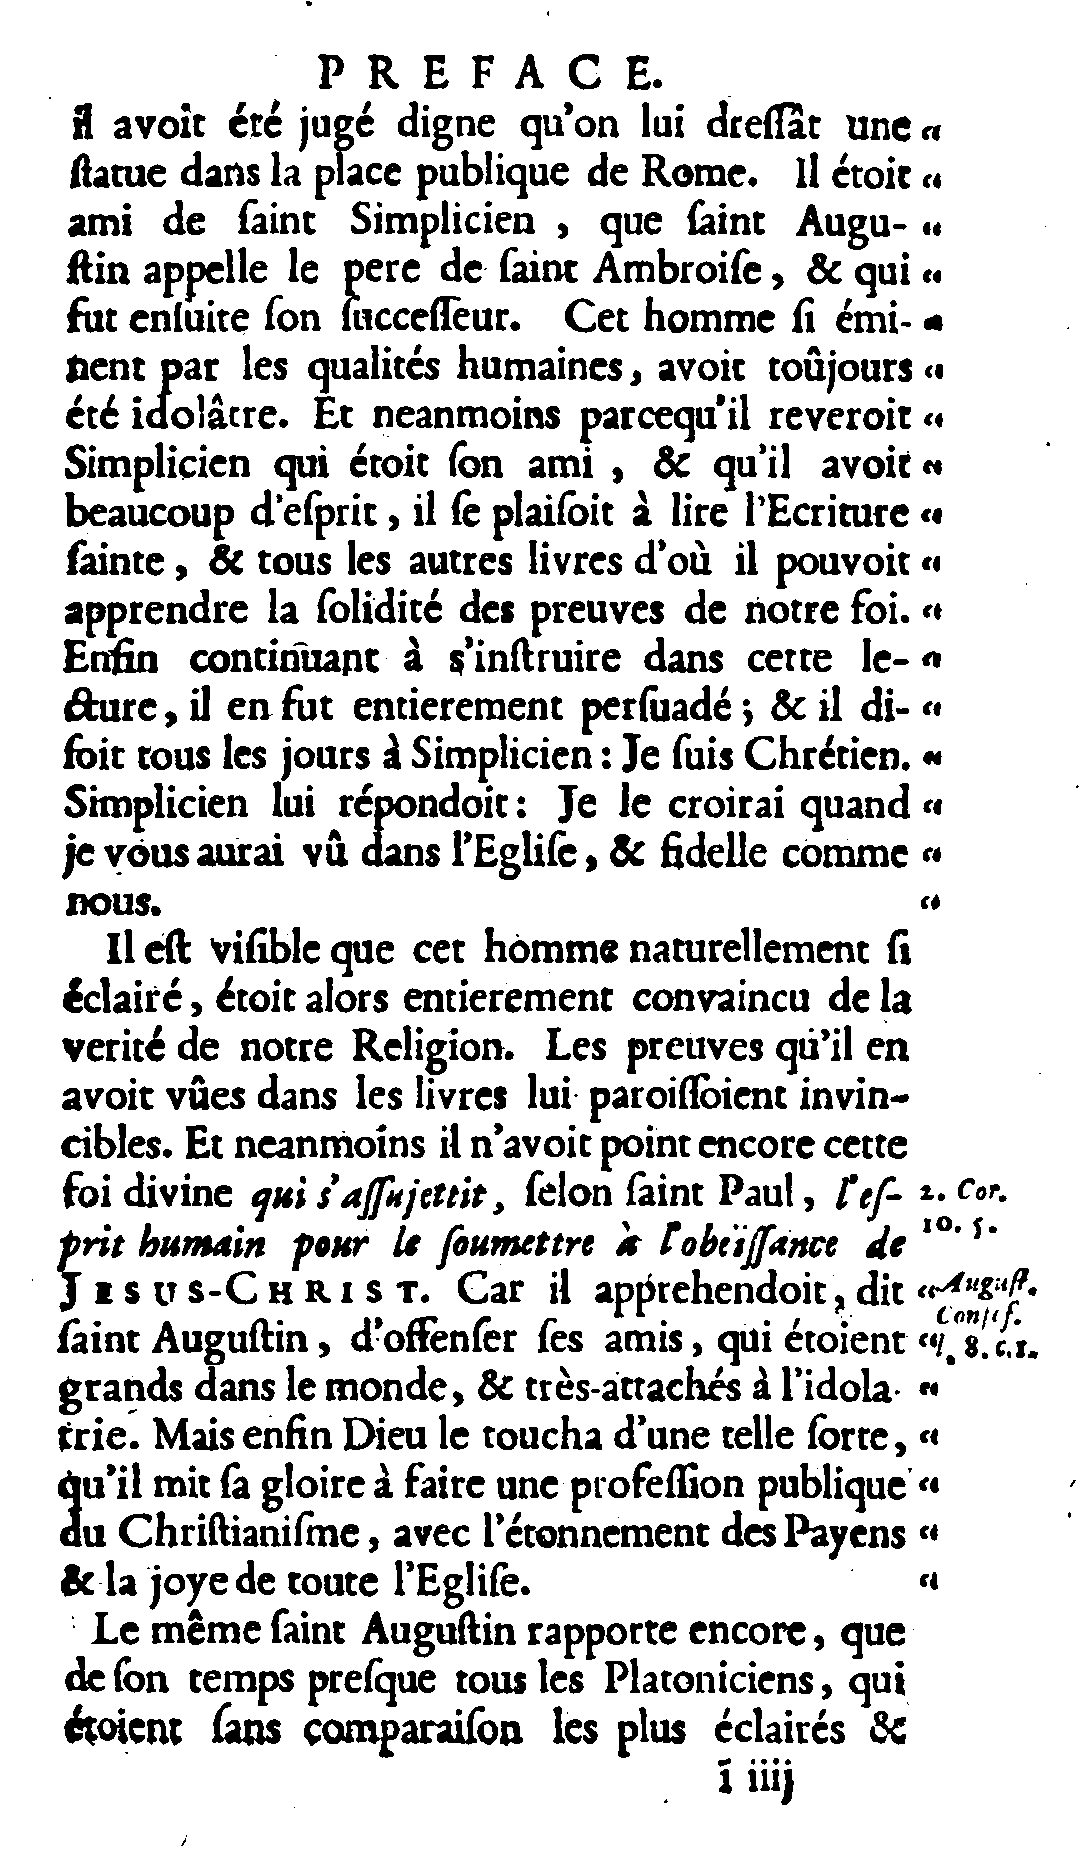 PREFACE.
il avoit été jugé digne qu'on lui dreſſât une “
ſtatue dans la place publique de Rome. Il étoit “
ami de ſaint Simplicien , que ſaint Augu- “
ſtin appelle le pere de ſaint Ambroiſe, & qui “
fut enſuite ſon ſucceſſeur. Cet homme ſi émi- “
nent par les qualités humaines, avoit toûjours “
été idolâtre. Et neanmoins parcequ'il reveroit “
Simplicien qui étoit ſon ami , & qu'il avoit “
beaucoup d'eſprit, il ſe plaiſoit à lire l'Ecriture “
ſainte, & tous les autres livres d'où il pouvoit “
apprendre la ſolidité des preuves de notre foi. “
Enfin continuant à s'inſtruire dans cette le- “
cture, il en fut entierement perſuadé ; & il di- “
ſoit tous les jours à Simplicien : Je ſuis Chrétien. “
Simplicien lui répondoit : Je le croirai quand “
je vous aurai vû dans l'Egliſe, & fidelle comme “
nous. “
Il eſt viſible que cet homme naturellement ſi
éclairé, étoit alors entierement convaincu de la
verité de notre Religion. Les preuves qu'il en
avoit vûes dans les livres lui paroiſſoient invin-
cibles. Et neanmoins il n'avoit point encore cette
foi divine qui s'aſſujettit, ſelon ſaint Paul, l'eſ- 2. Cor.
prit humain pour le ſoumettre à l'obeïſſance de 10. 5.
JESUS-CHRIST. Car il apprehendoit, dit “ Auguſt.
Confeſ.
ſaint Auguſtin, d'offenſer ſes amis, qui étoient “ l. 8. c. 1.
grands dans le monde, & très-attachés à l'idola- “
trie. Mais enfin Dieu le toucha d'une telle ſorte, “
qu'il mit ſa gloire à faire une profeſſion publique “
du Chriſtianiſme, avec l'étonnement des Payens “
& la joye de toute l'Egliſe. “
Le même ſaint Auguſtin rapporte encore, que
de ſon temps preſque tous les Platoniciens, qui
étoient ſans comparaiſon les plus éclairés &
ī iiij